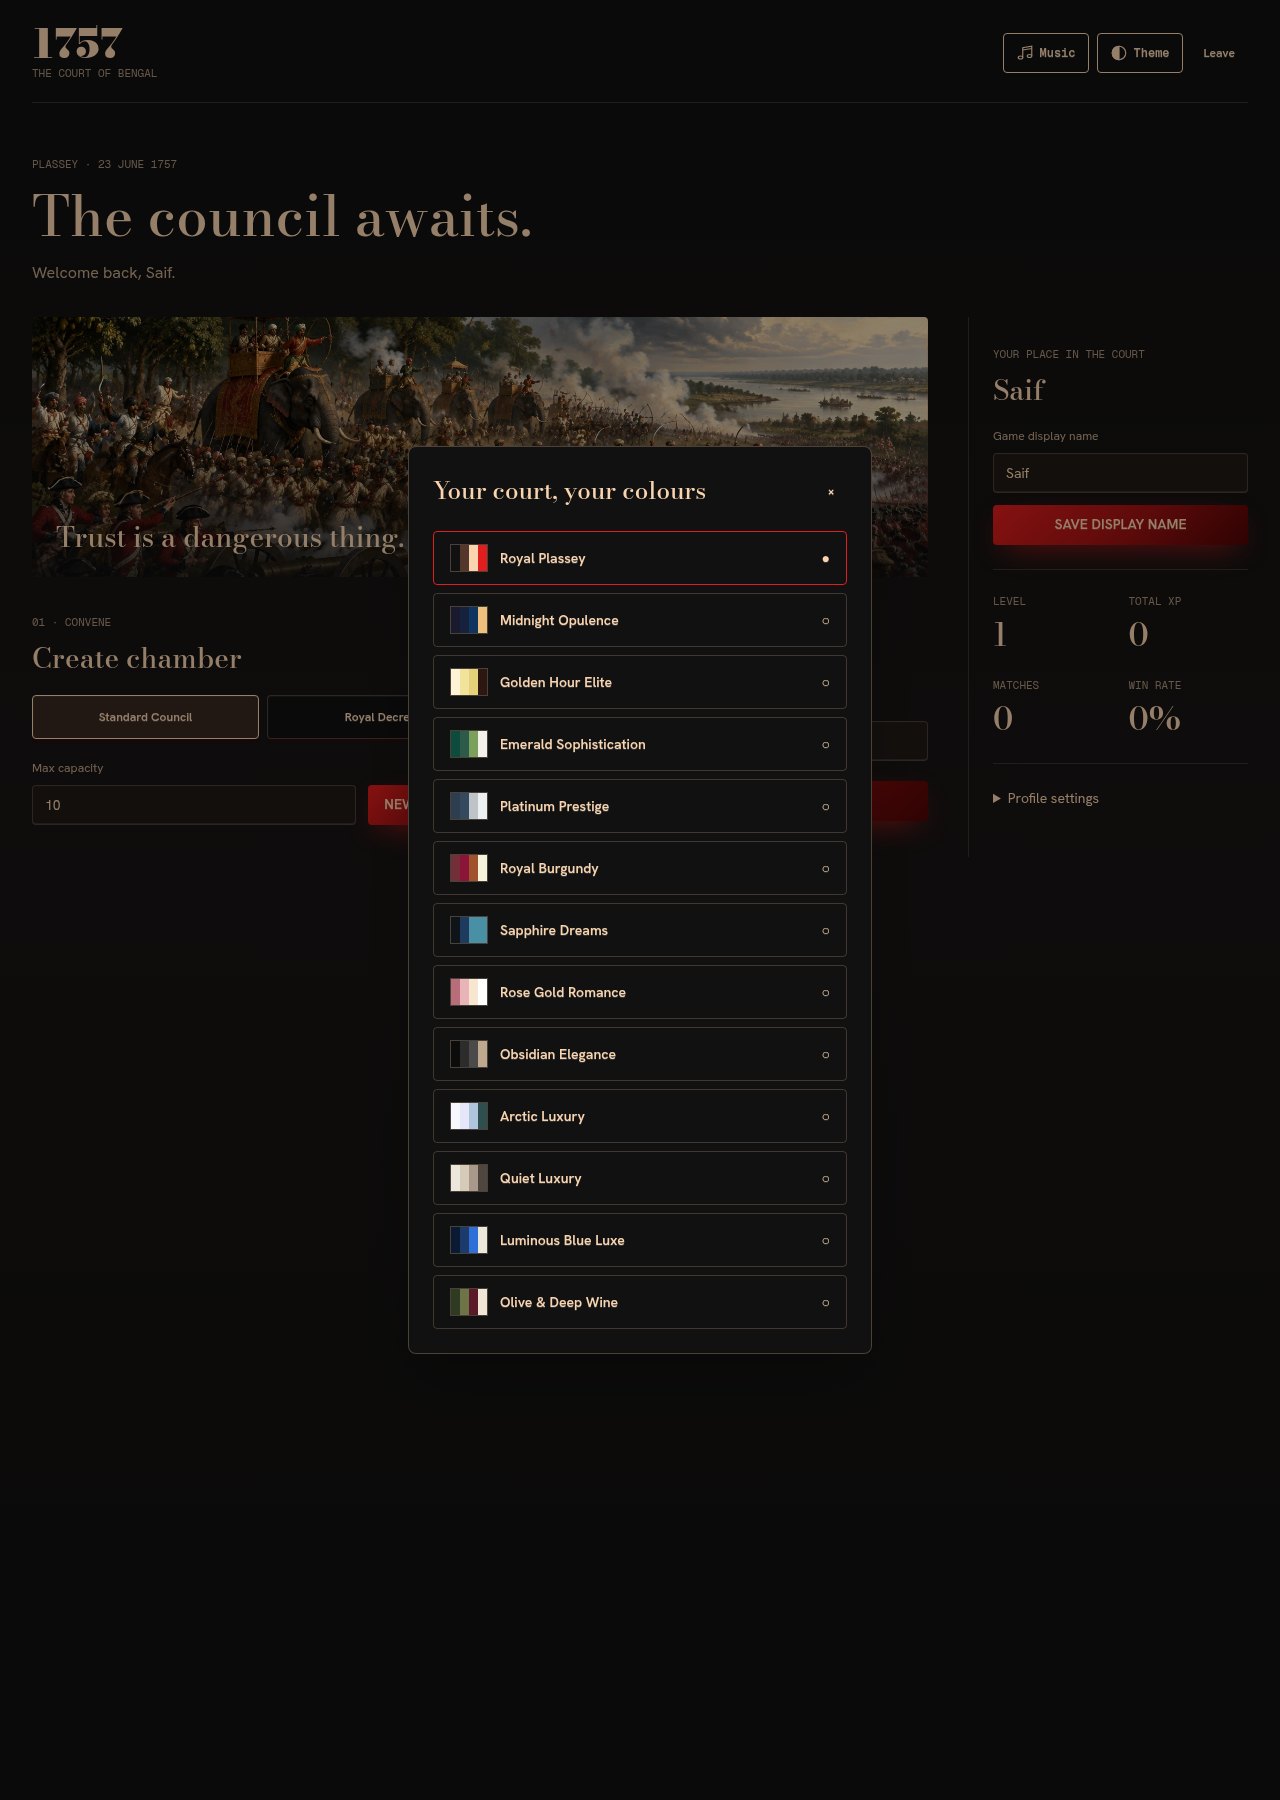 1757
THE COURT OF BENGAL
Music
Theme
Leave
PLASSEY · 23 JUNE 1757
The council awaits.
Welcome back, Saif.
Trust is a dangerous thing.
YOUR PLACE IN THE COURT
Saif
Game display name
Saif
SAVE DISPLAY NAME
LEVEL
TOTAL XP
1
0
MATCHES
WIN RATE
0
0%
Profile settings
01 · CONVENE
Create chamber
Standard Council
Royal Decre
Max capacity
10
NEW
Your court, your colours
×
Royal Plassey
Midnight Opulence
Golden Hour Elite
Emerald Sophistication
Platinum Prestige
Royal Burgundy
Sapphire Dreams
Rose Gold Romance
Obsidian Elegance
Arctic Luxury
Quiet Luxury
Luminous Blue Luxe
Olive & Deep Wine